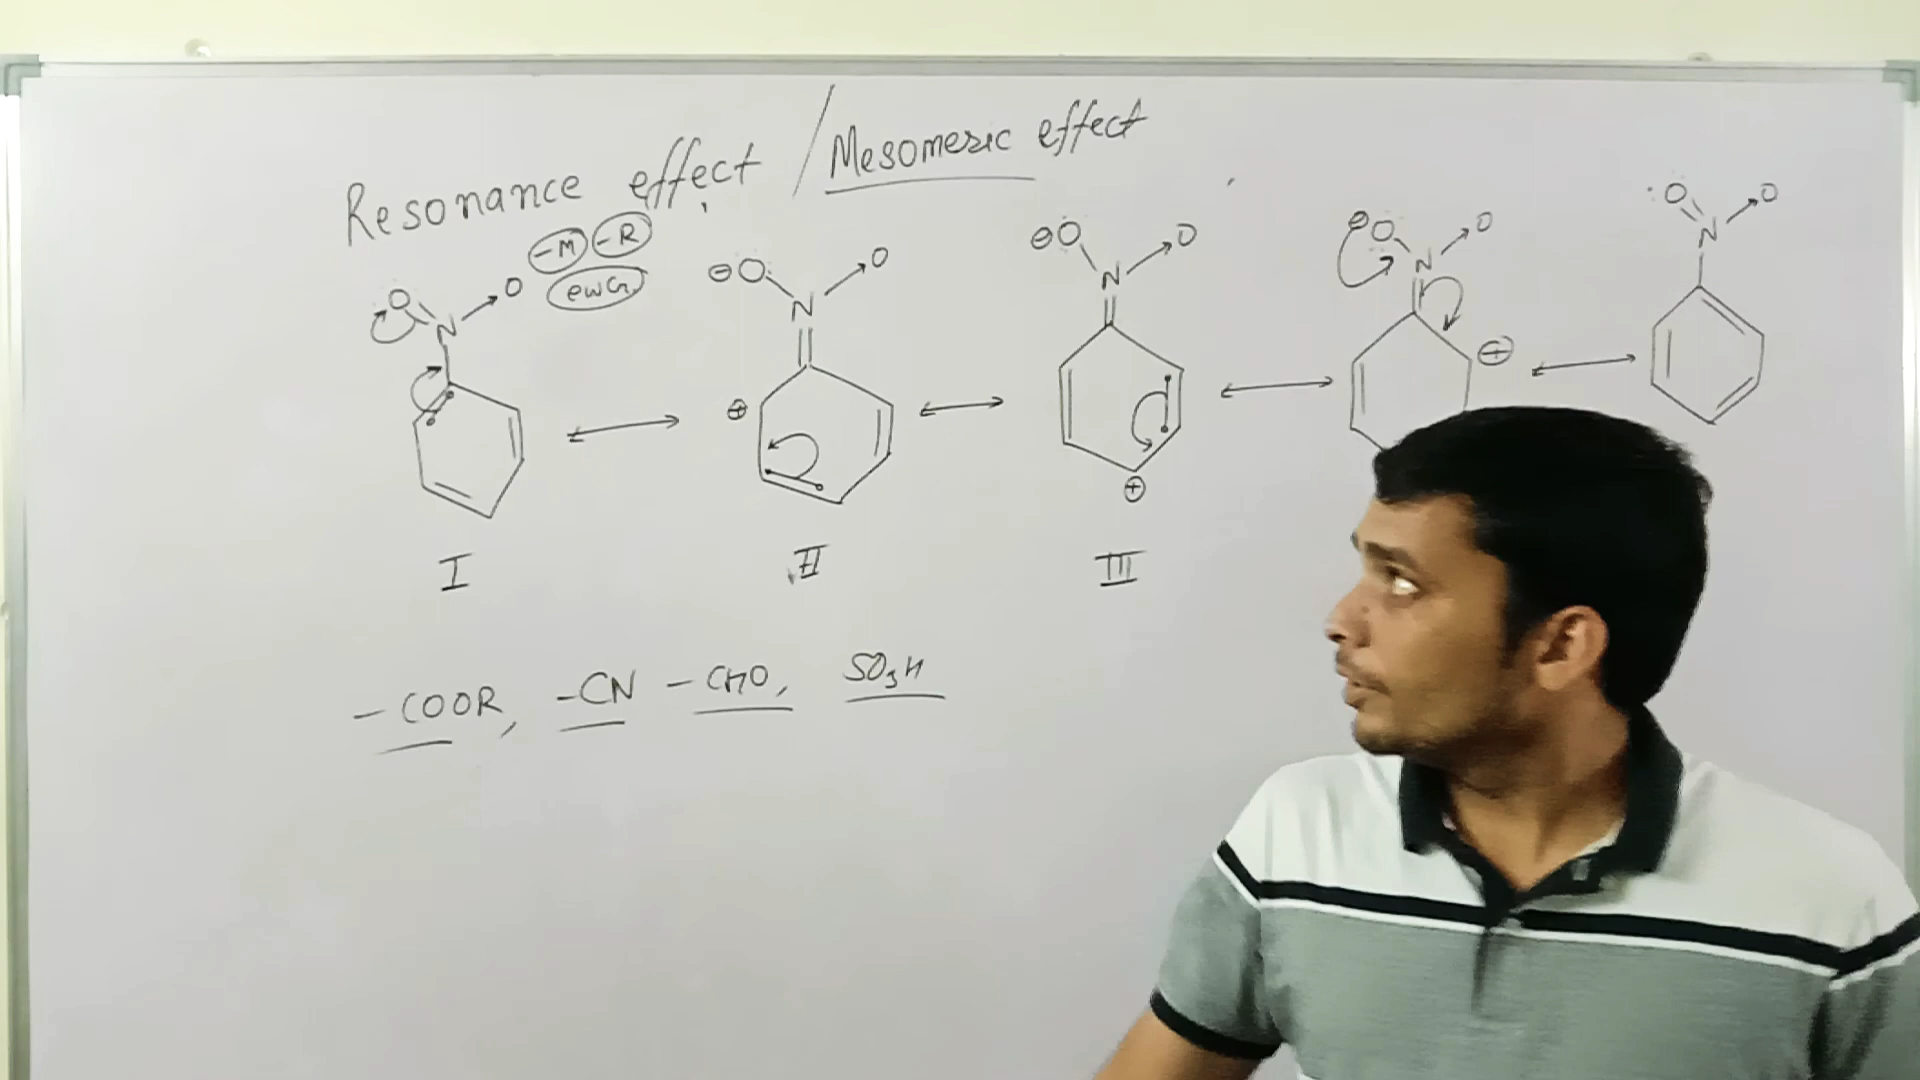 Resonance effect / Mesomeric effect
-M -R
ewG
O N O
⊖O N O
⊕
⊖O N O
⊕
⊖O N O
⊕
:O N O
I II III
- COOR, -CN - CHO, SO3H